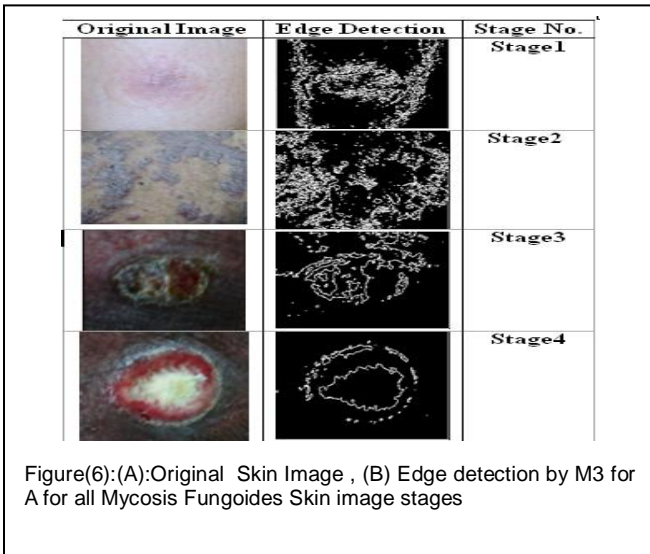 Original Image Edge Detection Stage No.
Stage1
Stage2
Stage3
Stage4
Figure(6):(A):Original Skin Image , (B) Edge detection by M3 for
A for all Mycosis Fungoides Skin image stages